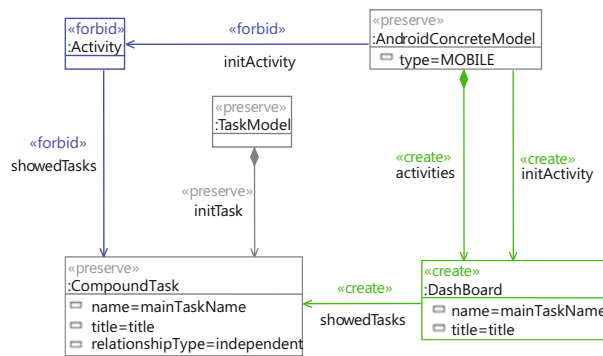 «forbid»
:Activity
«forbid»
initActivity
«preserve»
:AndroidConcreteModel
type=MOBILE
«preserve»
:TaskModel
«forbid»
showedTasks
«create»
activities
«create»
initActivity
«preserve»
initTask
«preserve»
:CompoundTask
name=mainTaskName
title=title
relationshipType=independent
«create»
showedTasks
«create»
:DashBoard
name=mainTaskName
title=title